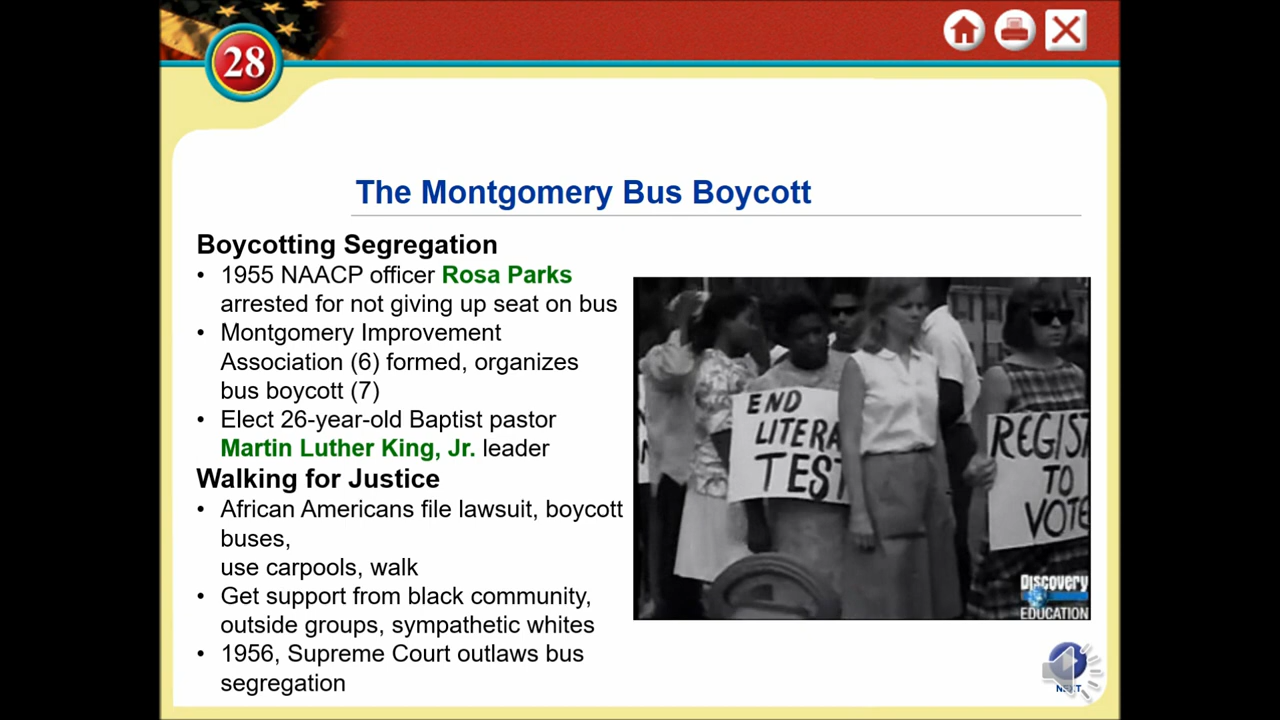 28
The Montgomery Bus Boycott
Boycotting Segregation
• 1955 NAACP officer Rosa Parks
arrested for not giving up seat on bus
• Montgomery Improvement
Association (6) formed, organizes
bus boycott (7)
• Elect 26-year-old Baptist pastor
Martin Luther King, Jr. leader
Walking for Justice
• African Americans file lawsuit, boycott
buses,
use carpools, walk
• Get support from black community,
outside groups, sympathetic whites
• 1956, Supreme Court outlaws bus
segregation
END
LITERA
TEST
REGIST
TO
VOTE
Discovery
EDUCATION
NEXT